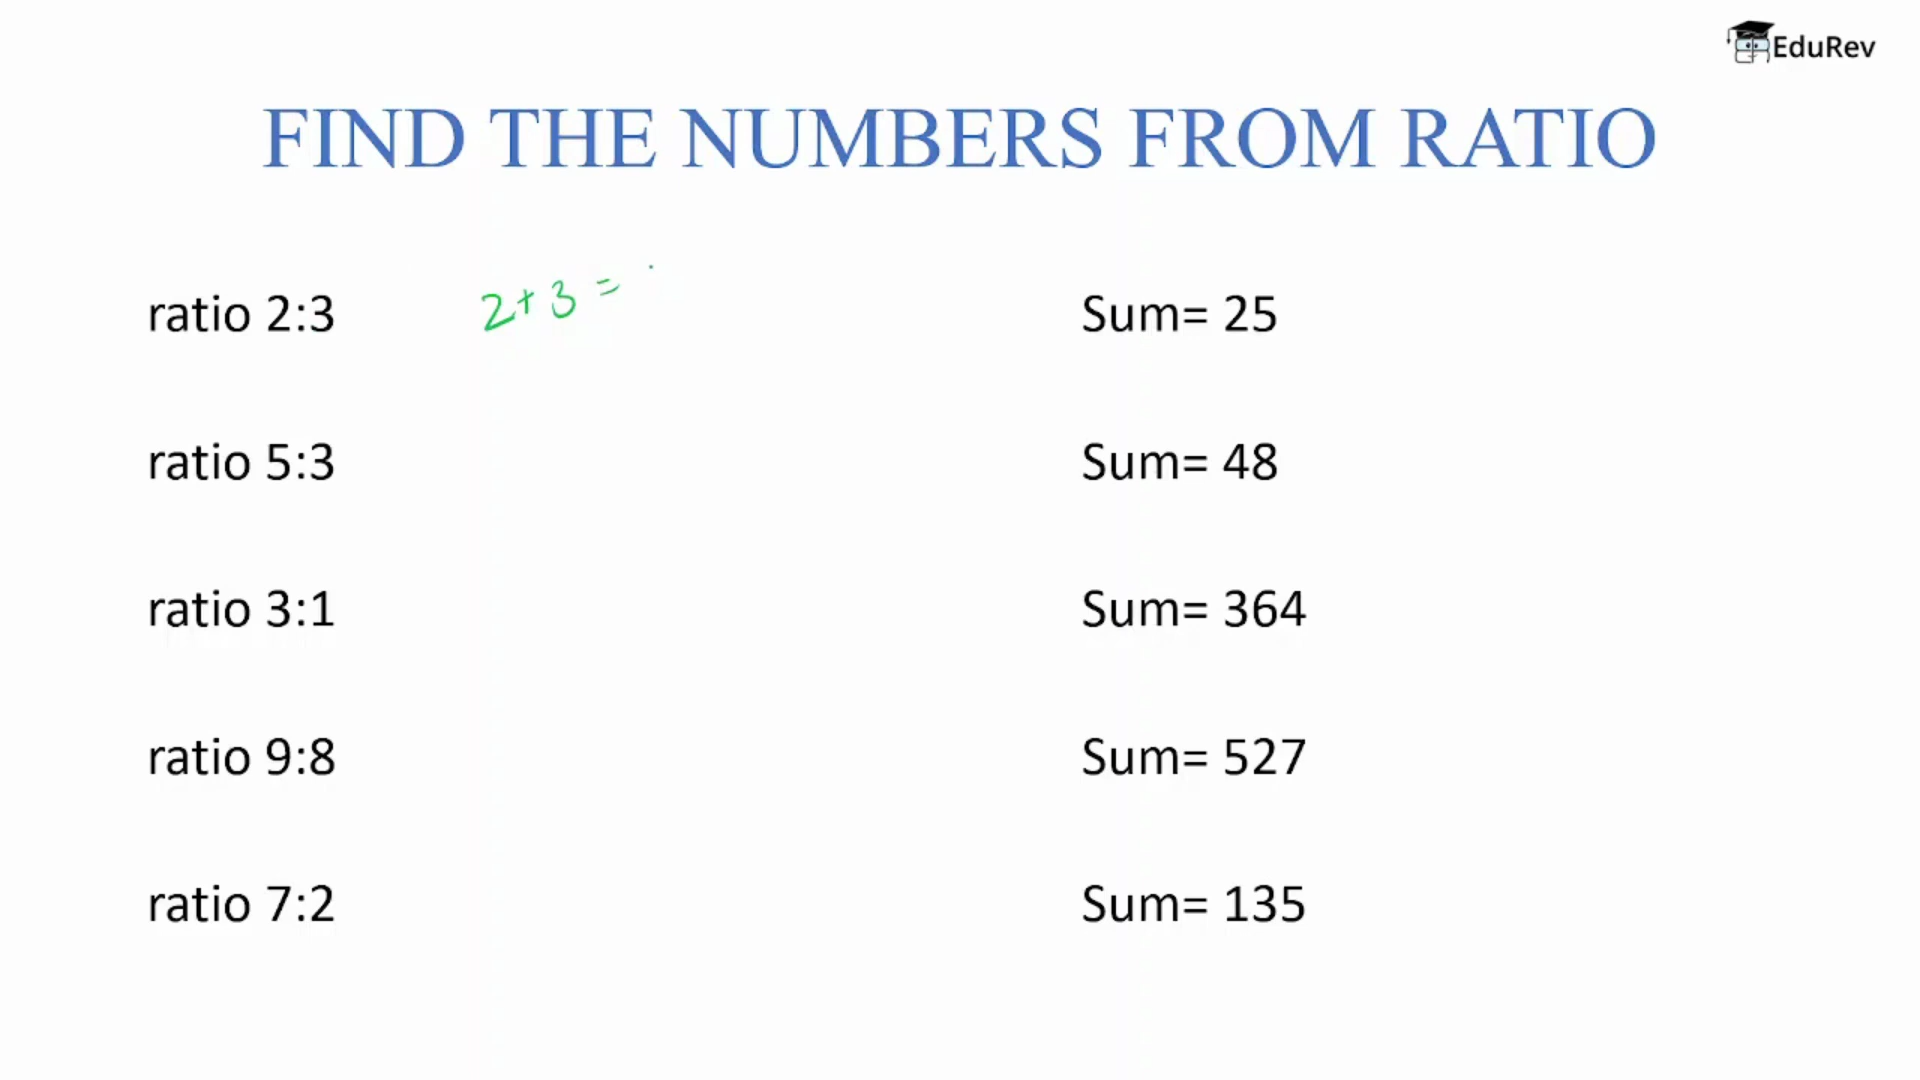 EduRev
FIND THE NUMBERS FROM RATIO
ratio 2:3 2+3 = Sum= 25
ratio 5:3 Sum= 48
ratio 3:1 Sum= 364
ratio 9:8 Sum= 527
ratio 7:2 Sum= 135